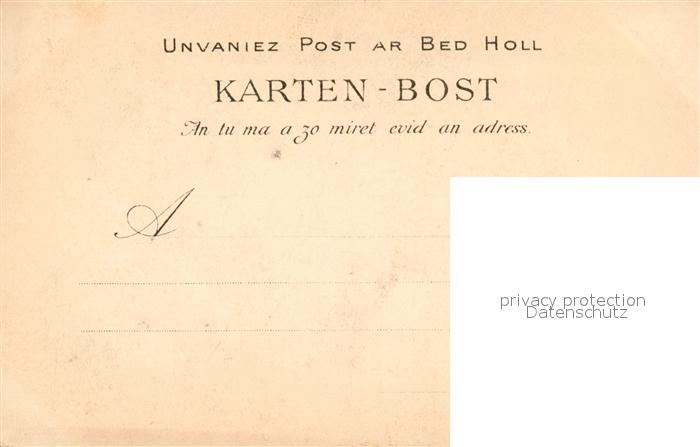 UNVANIEZ POST AR BED HOLL
KARTEN-BOST
An tu ma a zo miret evid an adress.
A
privacy protection
Datenschutz